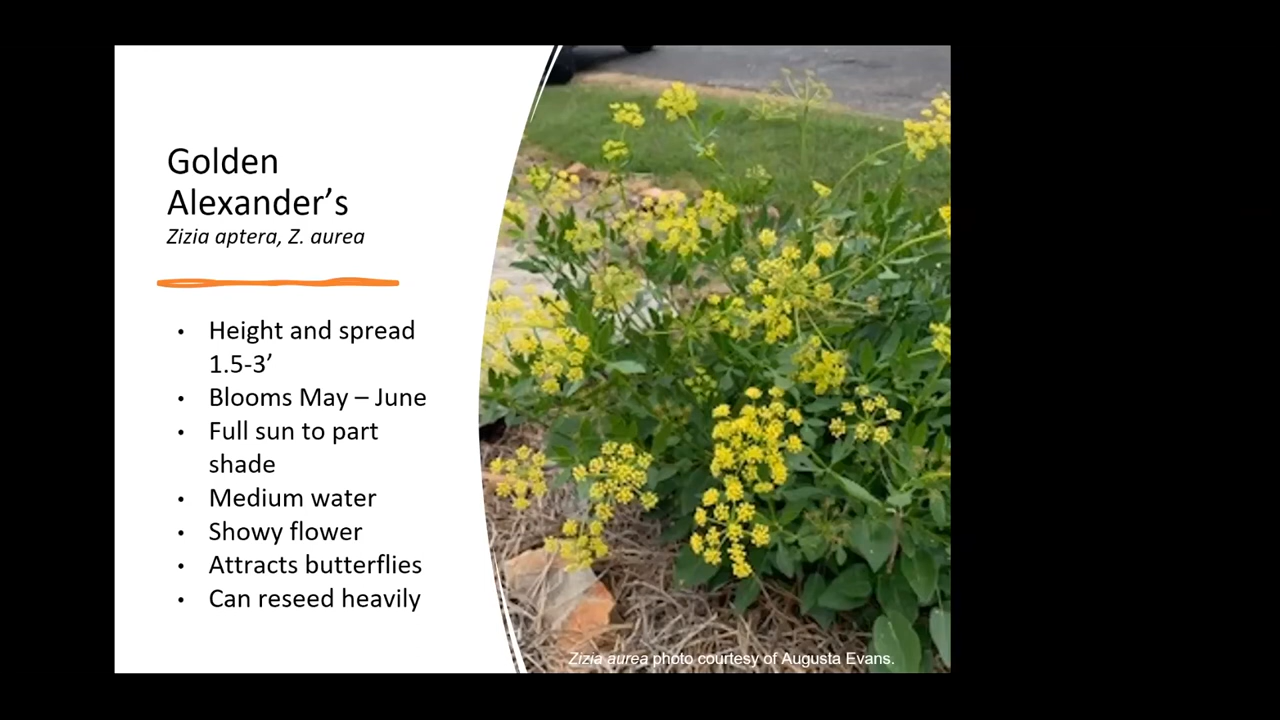 Golden
Alexander’s
Zizia aptera, Z. aurea
• Height and spread
1.5-3’
• Blooms May – June
• Full sun to part
shade
• Medium water
• Showy flower
• Attracts butterflies
• Can reseed heavily
Zizia aurea photo courtesy of Augusta Evans.